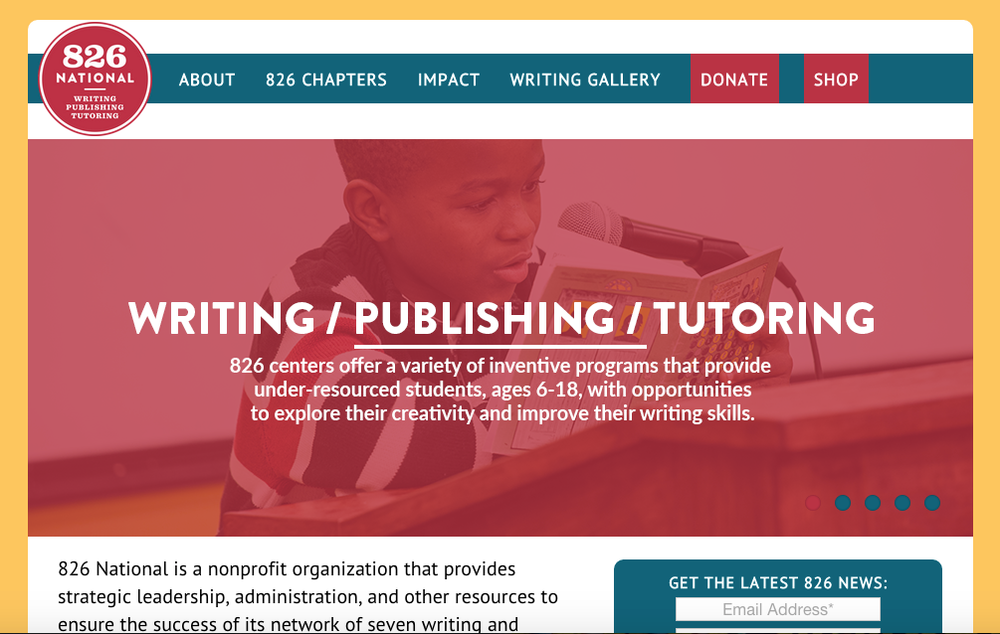 826
NATIONAL
WRITING
PUBLISHING
TUTORING
ABOUT
826 CHAPTERS
IMPACT
WRITING GALLERY
DONATE
SHOP
WRITING / PUBLISHING / TUTORING
826 centers offer a variety of inventive programs that provide
under-resourced students, ages 6-18, with opportunities
to explore their creativity and improve their writing skills.
826 National is a nonprofit organization that provides
strategic leadership, administration, and other resources to
ensure the success of its network of seven writing and
GET THE LATEST 826 NEWS:
Email Address*